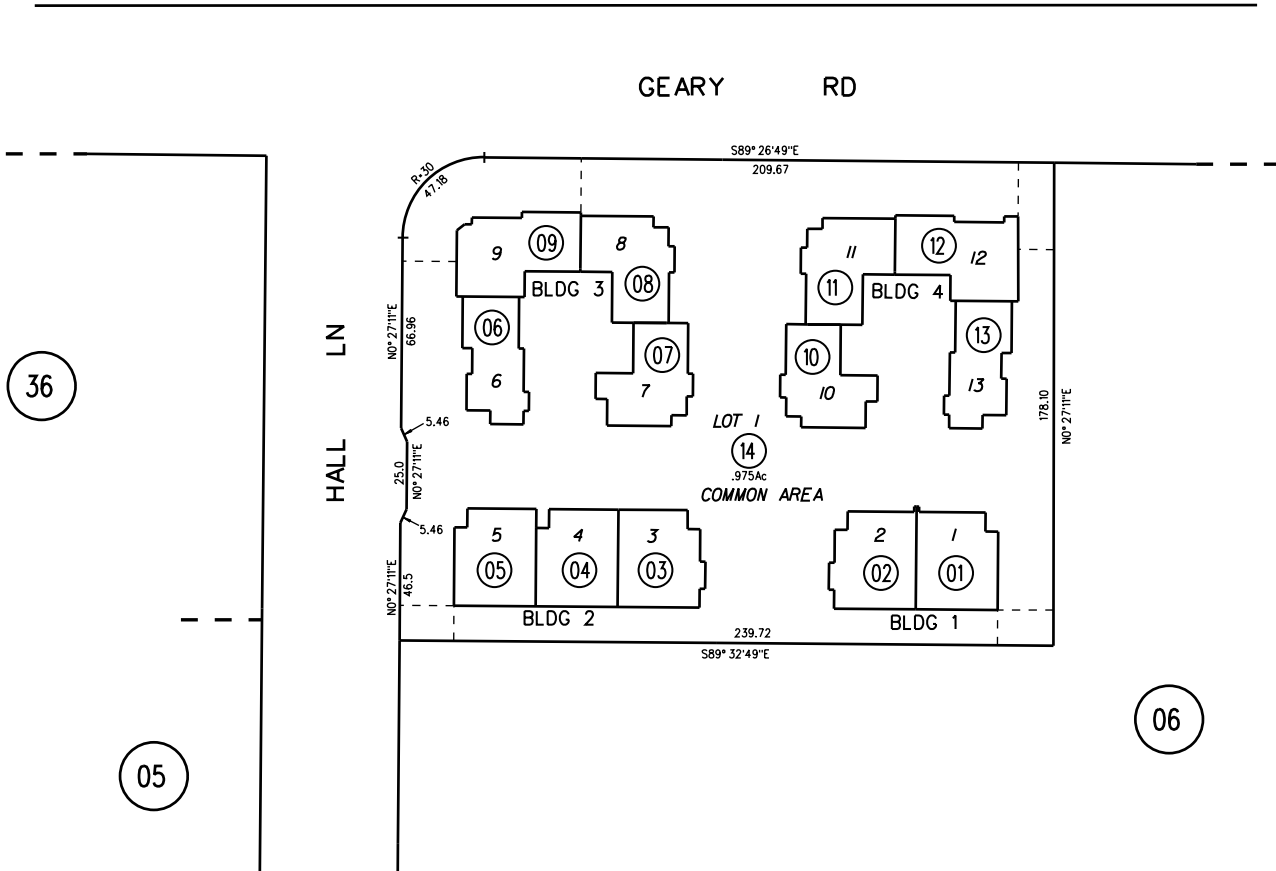 GEARY RD
S89° 26'49"E
209.67
R=30
47.18
09
8
9
08
BLDG 3
12
11
12
11
BLDG 4
06
07
6
7
13
10
13
10
N0° 27'11"E
66.96
HALL LN
36
178.10
N0° 27'11"E
5.46
LOT 1
14
.975Ac
COMMON AREA
25.0
N0° 27'11"E
5.46
5
4
3
05
04
03
BLDG 2
2
1
02
01
BLDG 1
N0° 27'11"E
46.5
239.72
S89° 32'49"E
05
06